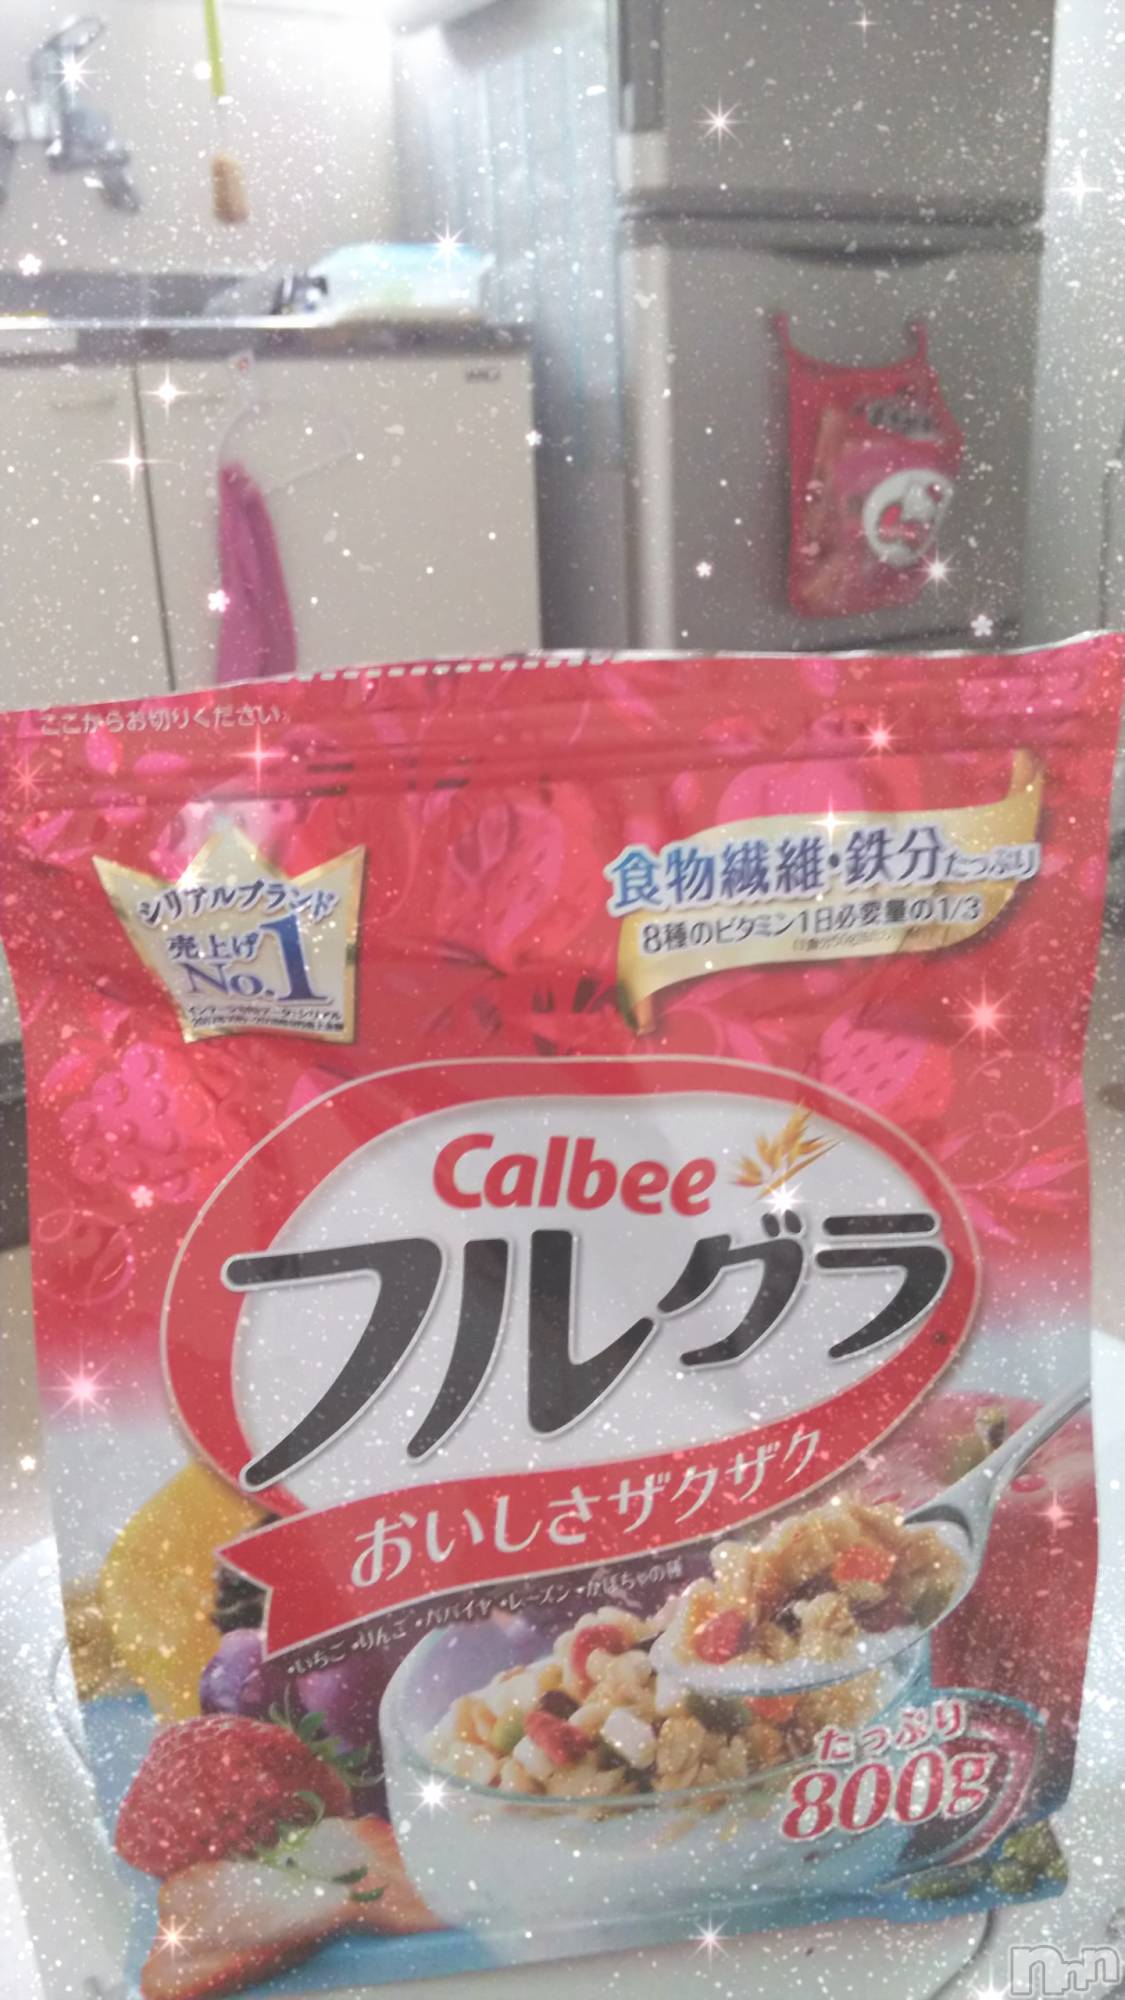 ここからお切りください。
シリアルブランド
売上げ
No.1
食物繊維・鉄分たっぷり
8種のビタミン1日必要量の1/3
Calbee
フルグラ
おいしさザクザク
・いちご・りんご・パパイヤ・レーズン・かぼちゃの種
たっぷり
800g
nnn